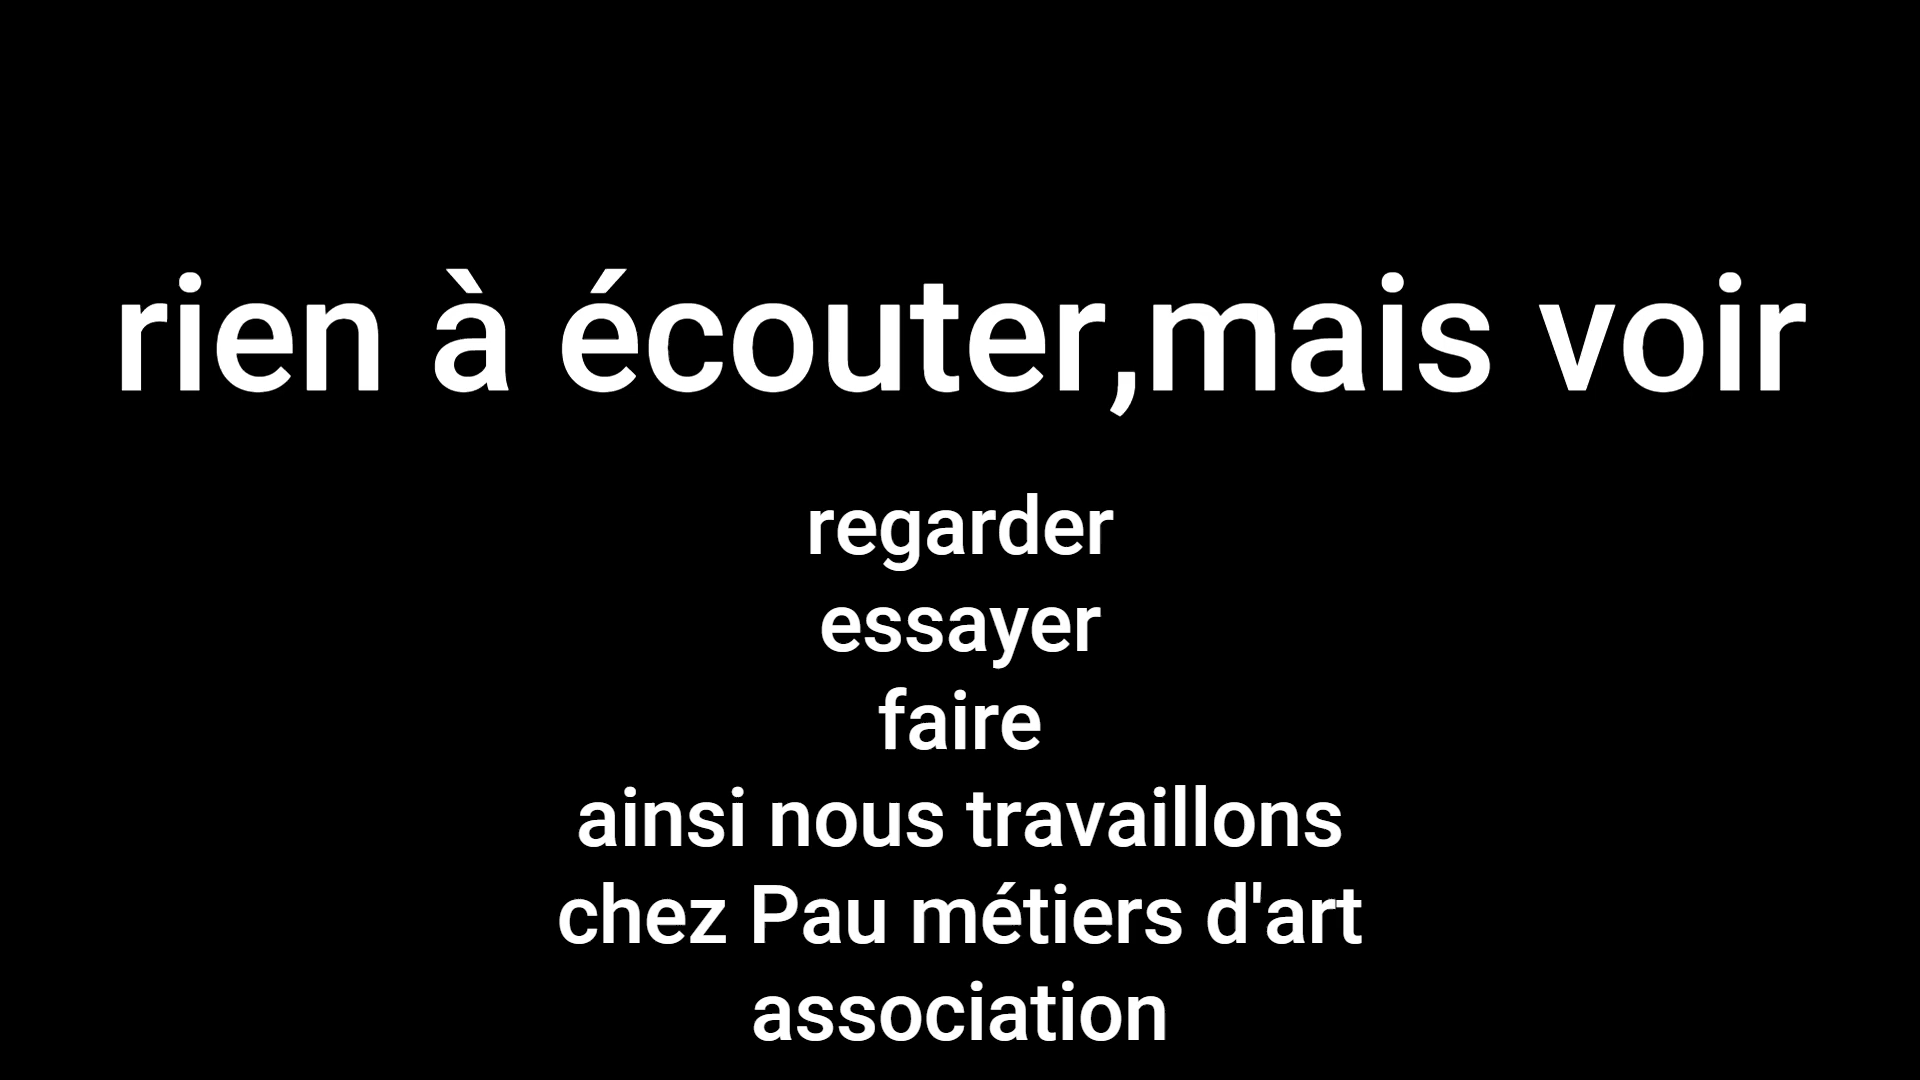 rien à écouter,mais voir
regarder
essayer
faire
ainsi nous travaillons
chez Pau métiers d'art
association